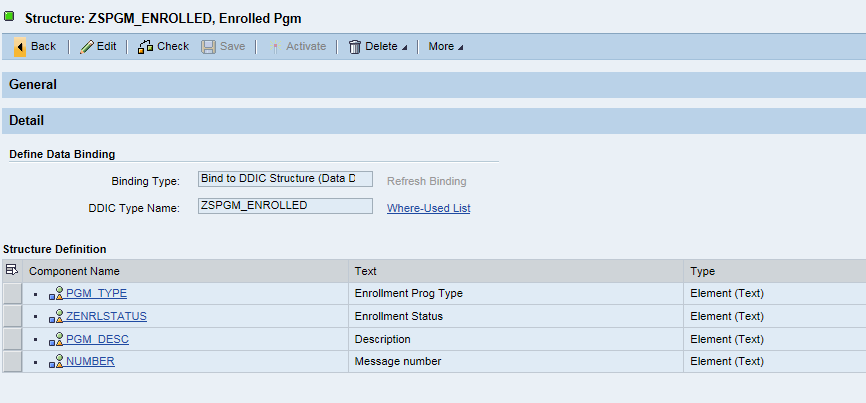 Structure: ZSPGM_ENROLLED, Enrolled Pgm
Back Edit Check Save Activate Delete More
General
Detail
Define Data Binding
Binding Type: Bind to DDIC Structure (Data D Refresh Binding
DDIC Type Name: ZSPGM_ENROLLED Where-Used List
Structure Definition
Component Name Text Type
PGM_TYPE Enrollment Prog Type Element (Text)
ZENRLSTATUS Enrollment Status Element (Text)
PGM_DESC Description Element (Text)
NUMBER Message number Element (Text)